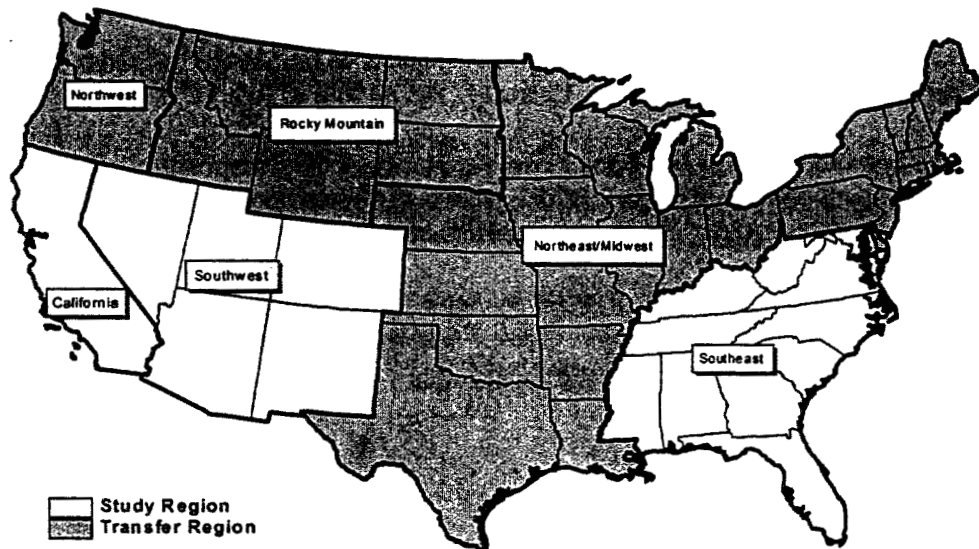 Northwest
Rocky Mountain
Northeast/Midwest
Southwest
California
Southeast
Study Region
Transfer Region